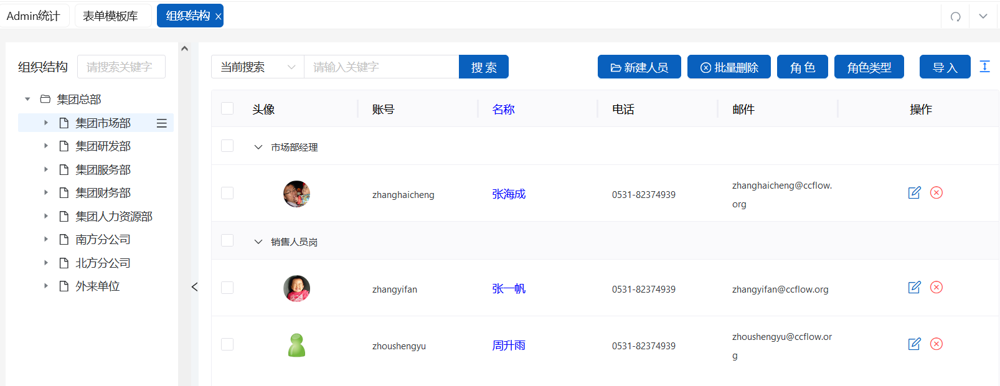 Admin统计 表单模板库 组织结构
组织结构 请搜索关键字
集团总部
集团市场部
集团研发部
集团服务部
集团财务部
集团人力资源部
南方分公司
北方分公司
外来单位
当前搜索 请输入关键字 搜 索 新建人员 批量删除 角 色 角色类型 导 入
头像 账号 名称 电话 邮件 操作
市场部经理
zhanghaicheng 张海成 0531-82374939 zhanghaicheng@ccflow.
org
销售人员岗
zhangyifan 张一帆 0531-82374939 zhangyifan@ccflow.org
zhoushengyu 周升雨 0531-82374939 zhoushengyu@ccflow.or
g